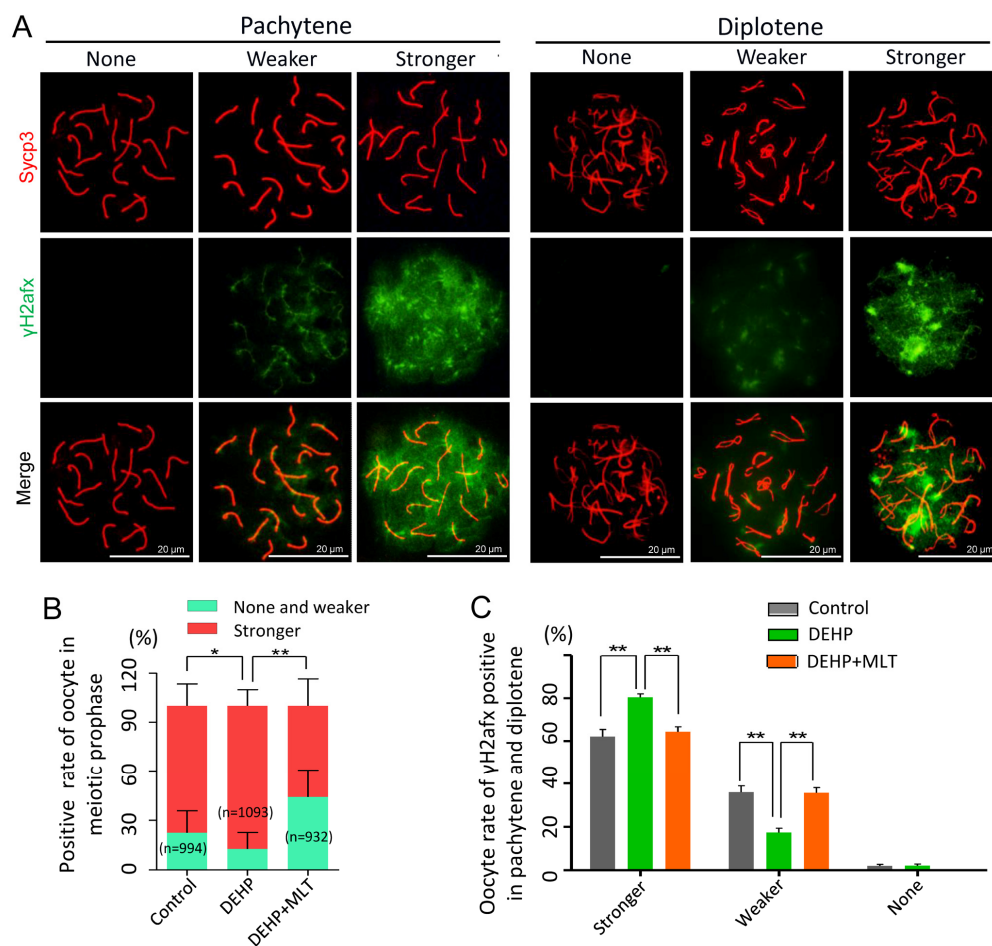 A
Pachytene
Diplotene
None Weaker Stronger
None Weaker Stronger
Sycp3
γH2afx
Merge
20 μm 20 μm 20 μm 20 μm 20 μm 20 μm
B
None and weaker
Stronger
(%)
* **
Positive rate of oocyte in
meiotic prophase
120
90
60
30
0
(n=994)
(n=1093)
(n=932)
Control
DEHP
DEHP+MLT
C
Control
DEHP
DEHP+MLT
(%)
** **
** **
Oocyte rate of γH2afx positive
in pachytene and diplotene
80
60
40
20
0
Stronger
Weaker
None